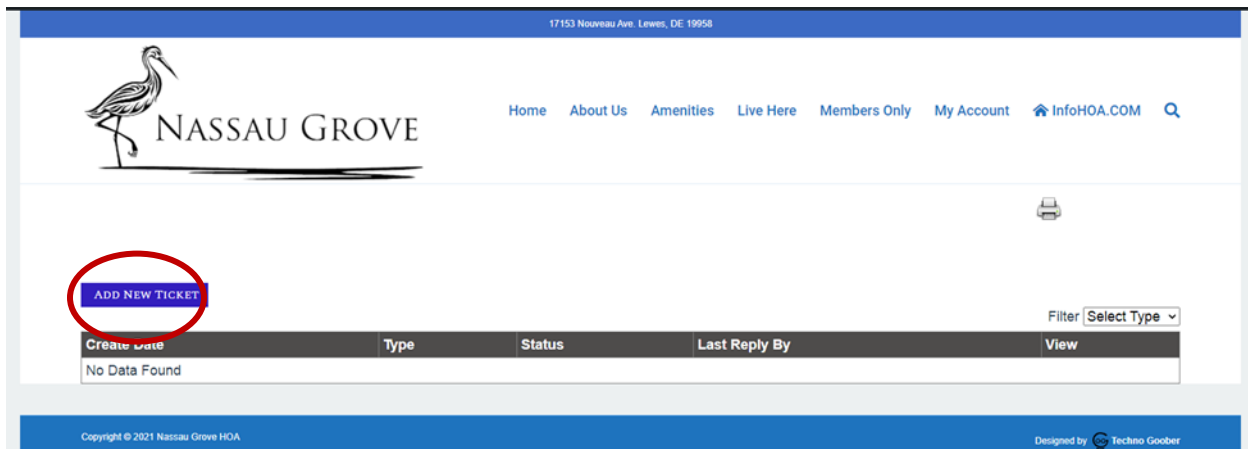 17153 Nouveau Ave. Lewes, DE 19958
NASSAU GROVE
Home About Us Amenities Live Here Members Only My Account InfoHOA.COM
ADD NEW TICKET
Filter Select Type
Create Date Type Status Last Reply By View
No Data Found
Copyright © 2021 Nassau Grove HOA
Designed by Techno Goober